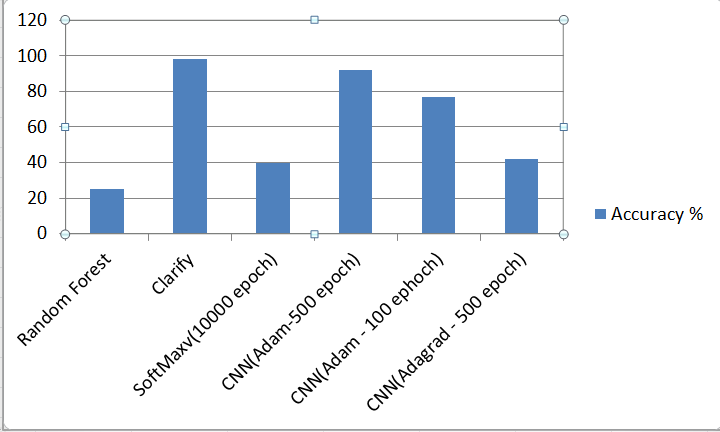 120
100
80
60
40
20
0
Random Forest
Clarify
SoftMaxv(10000 epoch)
CNN(Adam-500 epoch)
CNN(Adam - 100 ephoch)
CNN(Adagrad - 500 epoch)
Accuracy %